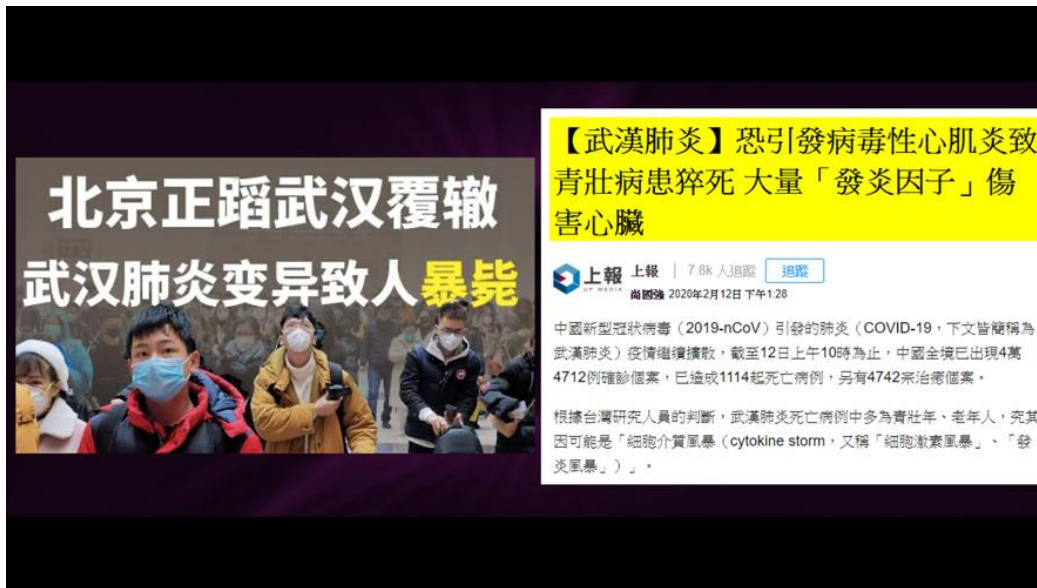 北京正蹈武汉覆辙
武汉肺炎变异致人暴毙
【武漢肺炎】恐引發病毒性心肌炎致
青壯病患猝死 大量「發炎因子」傷
害心臟
上報
UP MEDIA
上報 | 7.8k 人追蹤 追蹤
尚國強 2020年2月12日 下午1:28
中國新型冠狀病毒（2019-nCoV）引發的肺炎（COVID-19，下文皆簡稱為
武漢肺炎）疫情繼續擴散，截至12日上午10時為止，中國全境已出現4萬
4712例確診個案，已造成1114起死亡病例，另有4742宗治癒個案。
根據台灣研究人員的判斷，武漢肺炎死亡病例中多為青壯年、老年人，究其
因可能是「細胞介質風暴（cytokine storm，又稱「細胞激素風暴」、「發
炎風暴」）」。